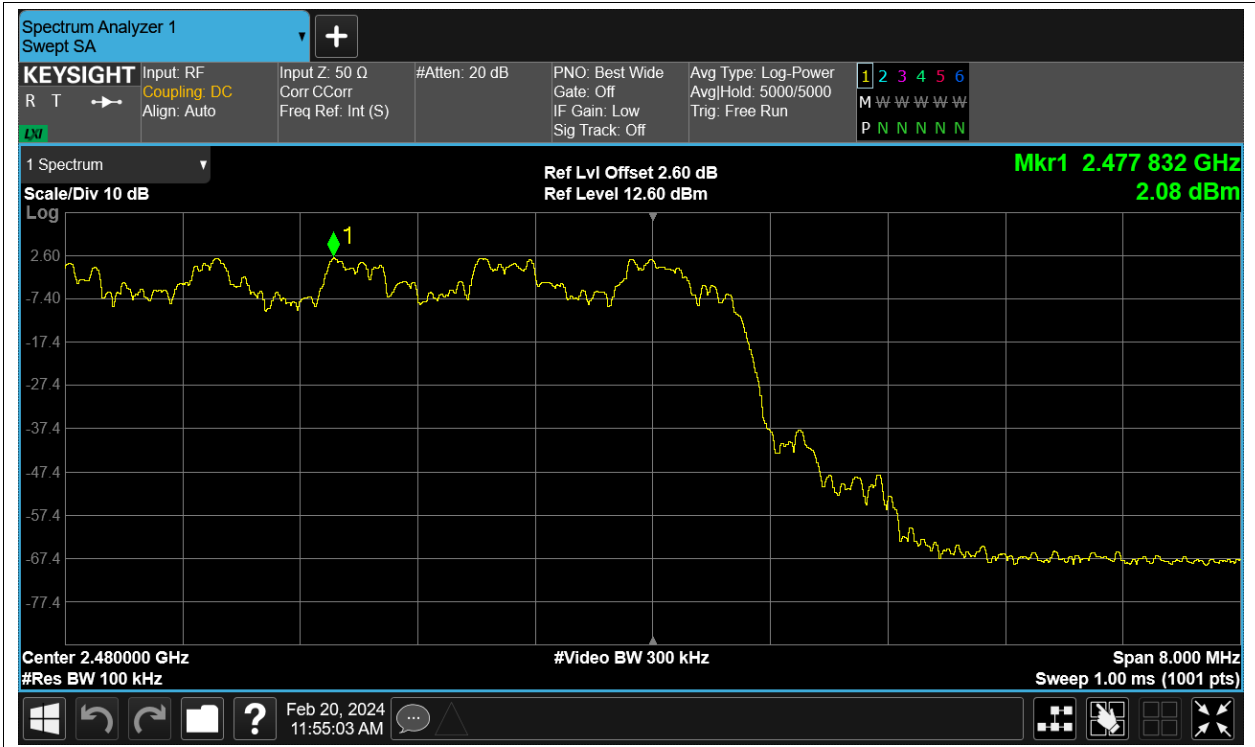 Spectrum Analyzer 1
Swept SA
KEYSIGHT
R T
LXI
Input: RF
Coupling: DC
Align: Auto
Input Z: 50 Ω
Corr CCorr
Freq Ref: Int (S)
#Atten: 20 dB
PNO: Best Wide
Gate: Off
IF Gain: Low
Sig Track: Off
Avg Type: Log-Power
Avg|Hold: 5000/5000
Trig: Free Run
1 2 3 4 5 6
M W W W W W
P N N N N N
1 Spectrum
Scale/Div 10 dB
Log
Ref Lvl Offset 2.60 dB
Ref Level 12.60 dBm
Mkr1 2.477 832 GHz
2.08 dBm
1
2.60
-7.40
-17.4
-27.4
-37.4
-47.4
-57.4
-67.4
-77.4
Center 2.480000 GHz
#Res BW 100 kHz
#Video BW 300 kHz
Span 8.000 MHz
Sweep 1.00 ms (1001 pts)
?
Feb 20, 2024
11:55:03 AM